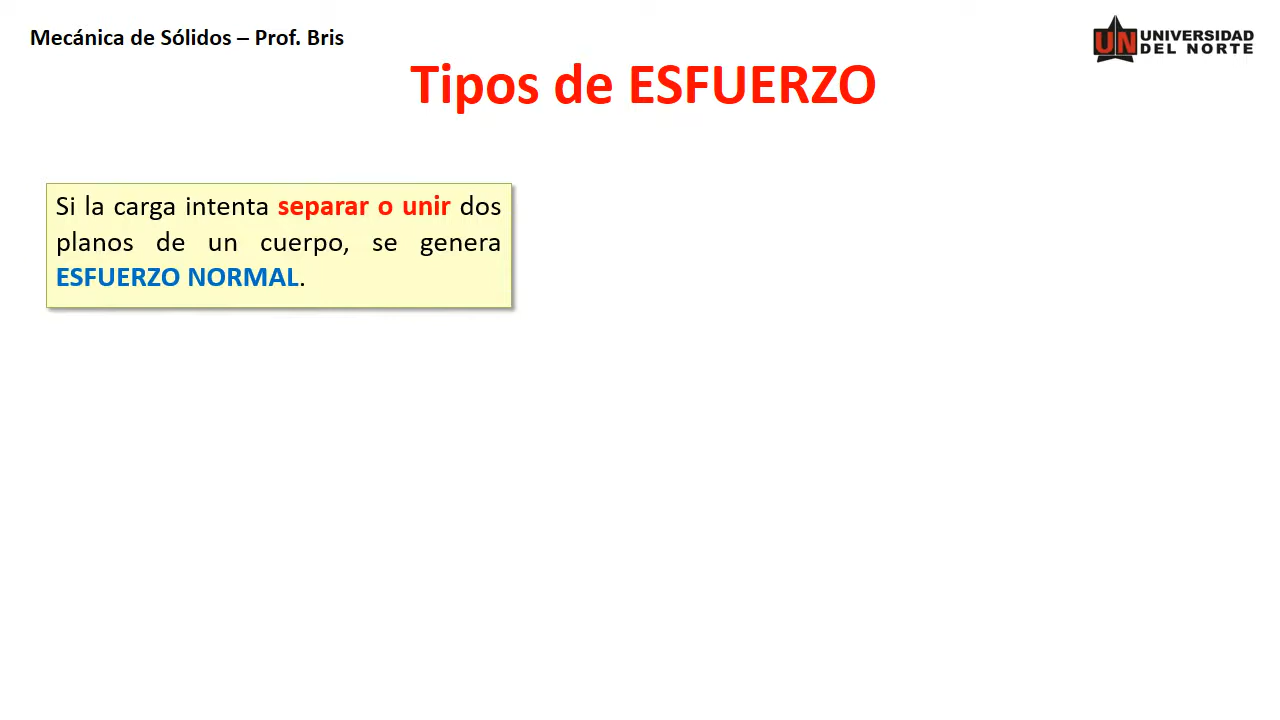 Mecánica de Sólidos – Prof. Bris
UN UNIVERSIDAD
DEL NORTE
Tipos de ESFUERZO
Si la carga intenta separar o unir dos
planos de un cuerpo, se genera
ESFUERZO NORMAL.